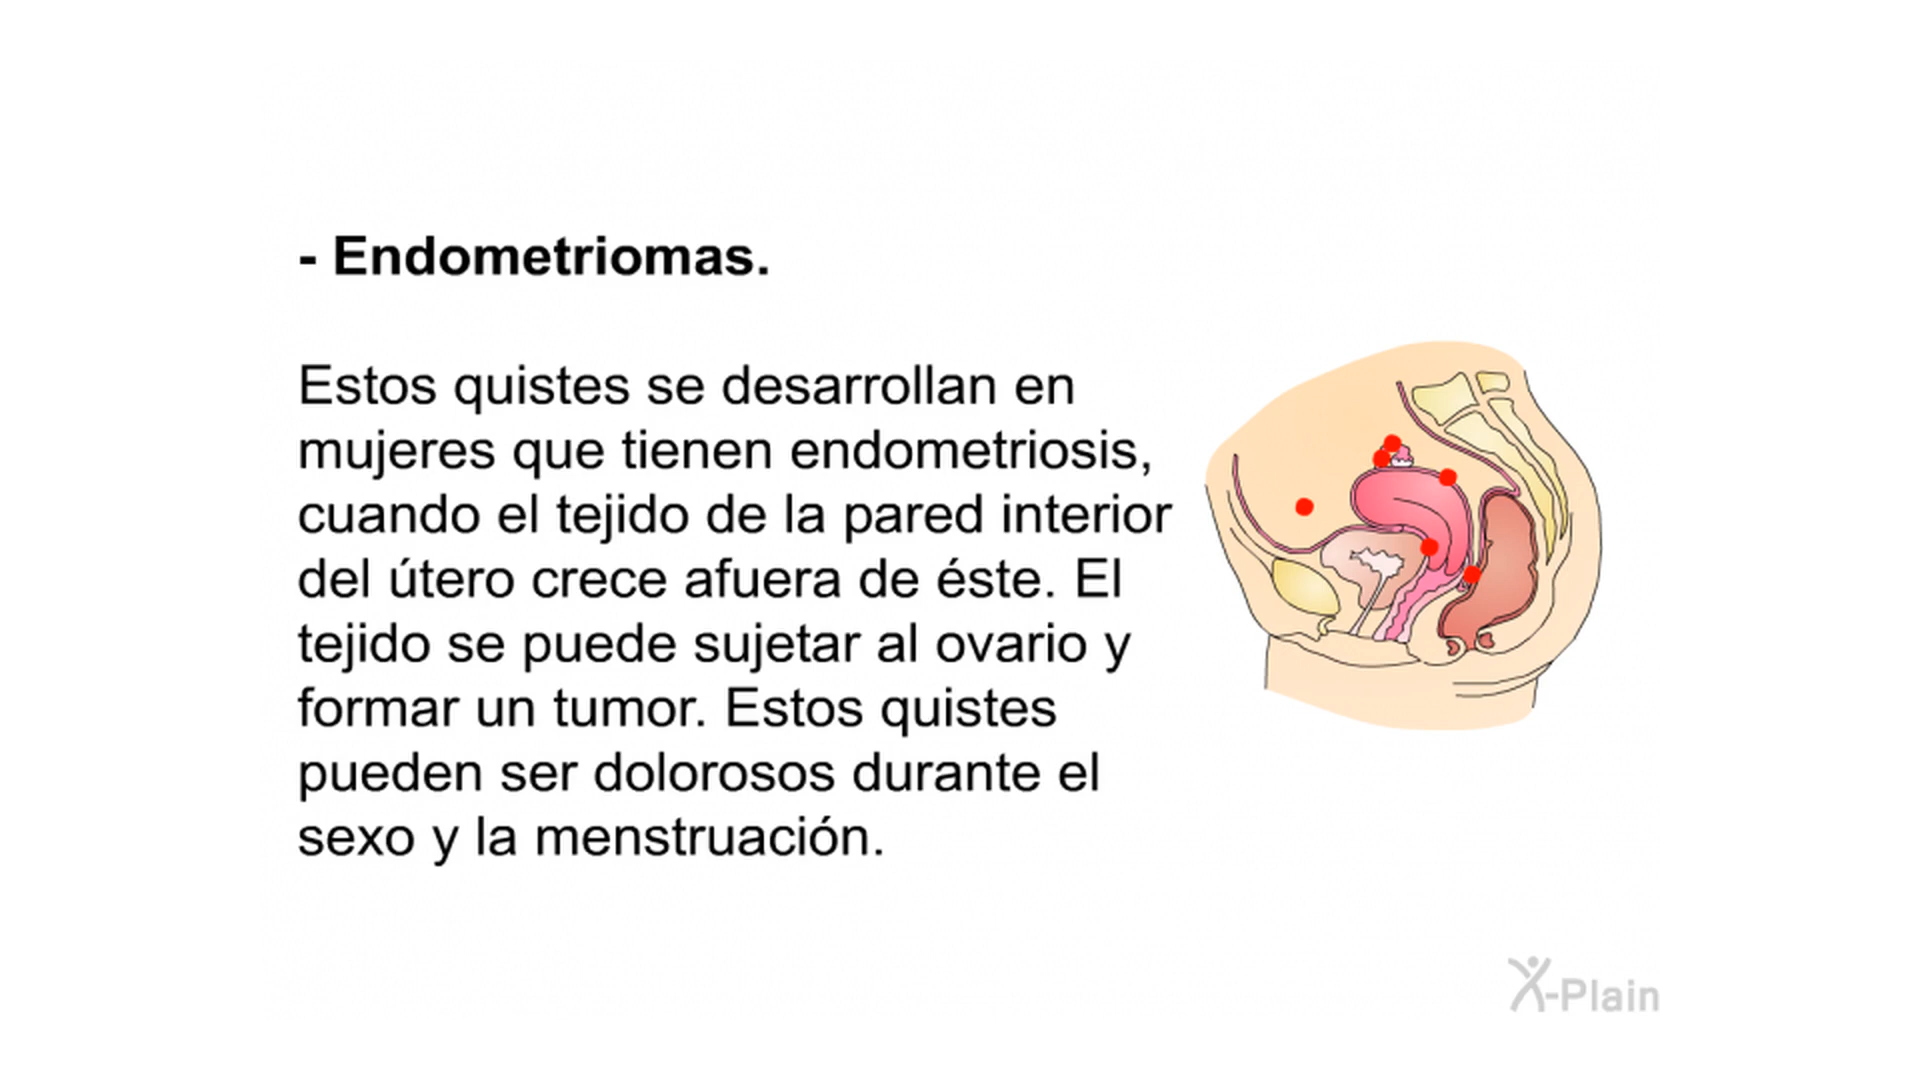 - Endometriomas.
Estos quistes se desarrollan en
mujeres que tienen endometriosis,
cuando el tejido de la pared interior
del útero crece afuera de éste. El
tejido se puede sujetar al ovario y
formar un tumor. Estos quistes
pueden ser dolorosos durante el
sexo y la menstruación.
X-Plain